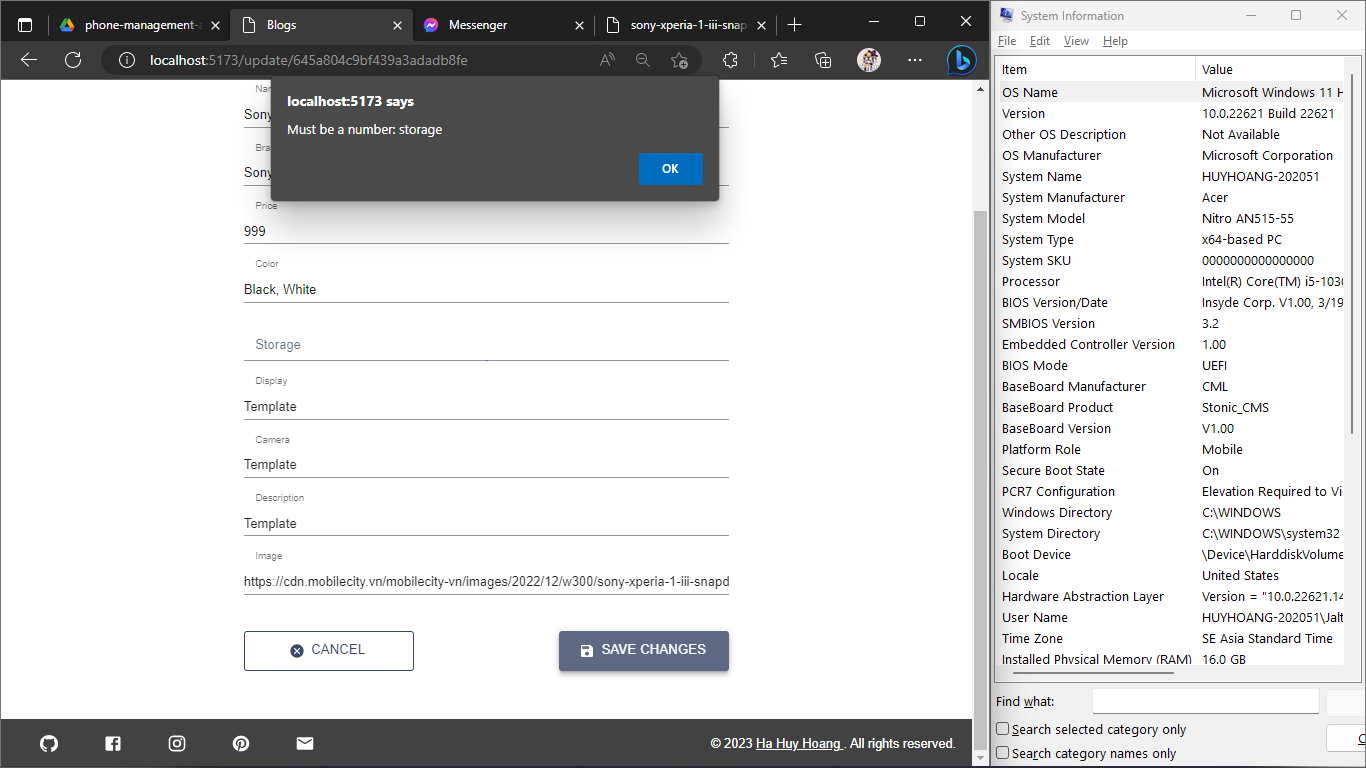 phone-management-a
Blogs
Messenger
sony-xperia-1-iii-snap
localhost:5173/update/645a804c9bf439a3adadb8fe
localhost:5173 says
Must be a number: storage
OK
Nar
Sony
Bra
Sony
Price
999
Color
Black, White
Storage
Display
Template
Camera
Template
Description
Template
Image
https://cdn.mobilecity.vn/mobilecity-vn/images/2022/12/w300/sony-xperia-1-iii-snapd
CANCEL
SAVE CHANGES
© 2023 Ha Huy Hoang . All rights reserved.
System Information
File Edit View Help
Item Value
OS Name Microsoft Windows 11 H
Version 10.0.22621 Build 22621
Other OS Description Not Available
OS Manufacturer Microsoft Corporation
System Name HUYHOANG-202051
System Manufacturer Acer
System Model Nitro AN515-55
System Type x64-based PC
System SKU 0000000000000000
Processor Intel(R) Core(TM) i5-1030
BIOS Version/Date Insyde Corp. V1.00, 3/19
SMBIOS Version 3.2
Embedded Controller Version 1.00
BIOS Mode UEFI
BaseBoard Manufacturer CML
BaseBoard Product Stonic_CMS
BaseBoard Version V1.00
Platform Role Mobile
Secure Boot State On
PCR7 Configuration Elevation Required to Vi
Windows Directory C:\WINDOWS
System Directory C:\WINDOWS\system32
Boot Device \Device\HarddiskVolume
Locale United States
Hardware Abstraction Layer Version = "10.0.22621.14
User Name HUYHOANG-202051\Jalt
Time Zone SE Asia Standard Time
Installed Physical Memory (RAM) 16.0 GB
Find what:
Search selected category only
Search category names only